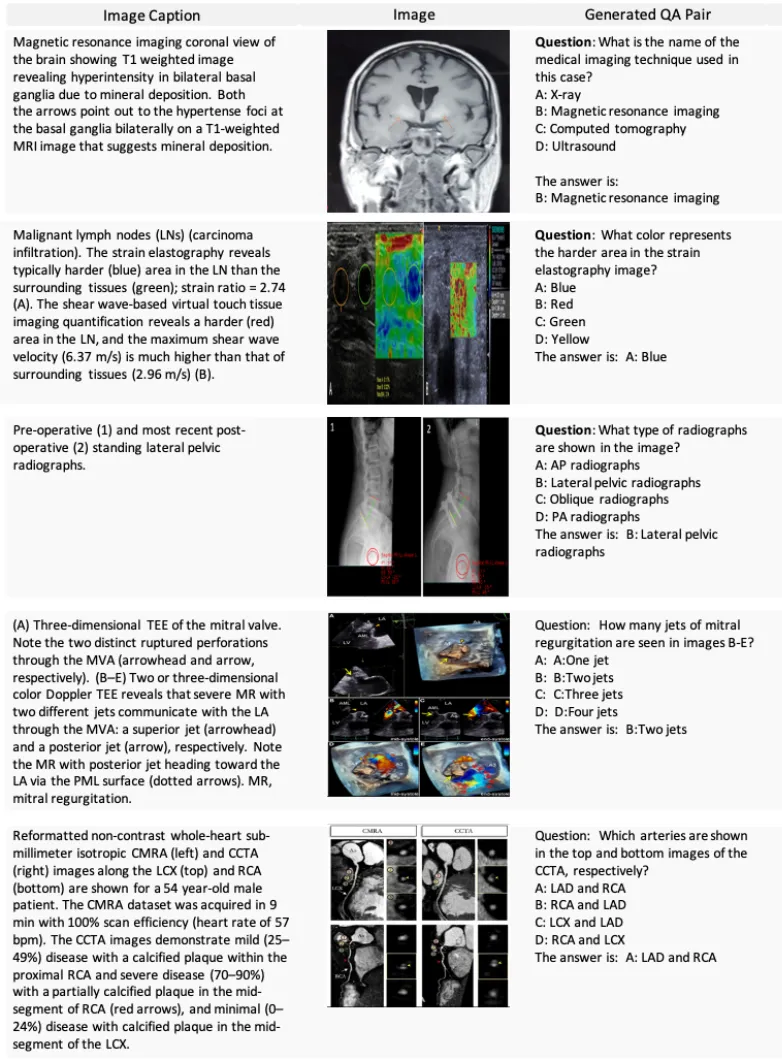 Image Caption
Image
Generated QA Pair
Magnetic resonance imaging coronal view of
the brain showing T1 weighted image
revealing hyperintensity in bilateral basal
ganglia due to mineral deposition. Both
the arrows point out to the hypertense foci at
the basal ganglia bilaterally on a T1-weighted
MRI image that suggests mineral deposition.
Question: What is the name of the
medical imaging technique used in
this case?
A: X-ray
B: Magnetic resonance imaging
C: Computed tomography
D: Ultrasound
The answer is:
B: Magnetic resonance imaging
Malignant lymph nodes (LNs) (carcinoma
infiltration). The strain elastography reveals
typically harder (blue) area in the LN than the
surrounding tissues (green); strain ratio = 2.74
(A). The shear wave-based virtual touch tissue
imaging quantification reveals a harder (red)
area in the LN, and the maximum shear wave
velocity (6.37 m/s) is much higher than that of
surrounding tissues (2.96 m/s) (B).
A
B
Question: What color represents
the harder area in the strain
elastography image?
A: Blue
B: Red
C: Green
D: Yellow
The answer is: A: Blue
Pre-operative (1) and most recent post-
operative (2) standing lateral pelvic
radiographs.
1
2
Question: What type of radiographs
are shown in the image?
A: AP radiographs
B: Lateral pelvic radiographs
C: Oblique radiographs
D: PA radiographs
The answer is: B: Lateral pelvic
radiographs
(A) Three-dimensional TEE of the mitral valve.
Note the two distinct ruptured perforations
through the MVA (arrowhead and arrow,
respectively). (B–E) Two or three-dimensional
color Doppler TEE reveals that severe MR with
two different jets communicate with the LA
through the MVA: a superior jet (arrowhead)
and a posterior jet (arrow), respectively. Note
the MR with posterior jet heading toward the
LA via the PML surface (dotted arrows). MR,
mitral regurgitation.
A
LA
AML
LV
Ao
B
AML
LA
LV
C
AML
LA
LV
D
E
Question: How many jets of mitral
regurgitation are seen in images B-E?
A: A:One jet
B: B:Two jets
C: C:Three jets
D: D:Four jets
The answer is: B:Two jets
Reformatted non-contrast whole-heart sub-
millimeter isotropic CMRA (left) and CCTA
(right) images along the LCX (top) and RCA
(bottom) are shown for a 54 year-old male
patient. The CMRA dataset was acquired in 9
min with 100% scan efficiency (heart rate of 57
bpm). The CCTA images demonstrate mild (25–
49%) disease with a calcified plaque within the
proximal RCA and severe disease (70–90%)
with a partially calcified plaque in the mid-
segment of RCA (red arrows), and minimal (0–
24%) disease with calcified plaque in the mid-
segment of the LCX.
CMRA
CCTA
Ao
LCX
RCA
Question: Which arteries are shown
in the top and bottom images of the
CCTA, respectively?
A: LAD and RCA
B: RCA and LAD
C: LCX and LAD
D: RCA and LCX
The answer is: A: LAD and RCA